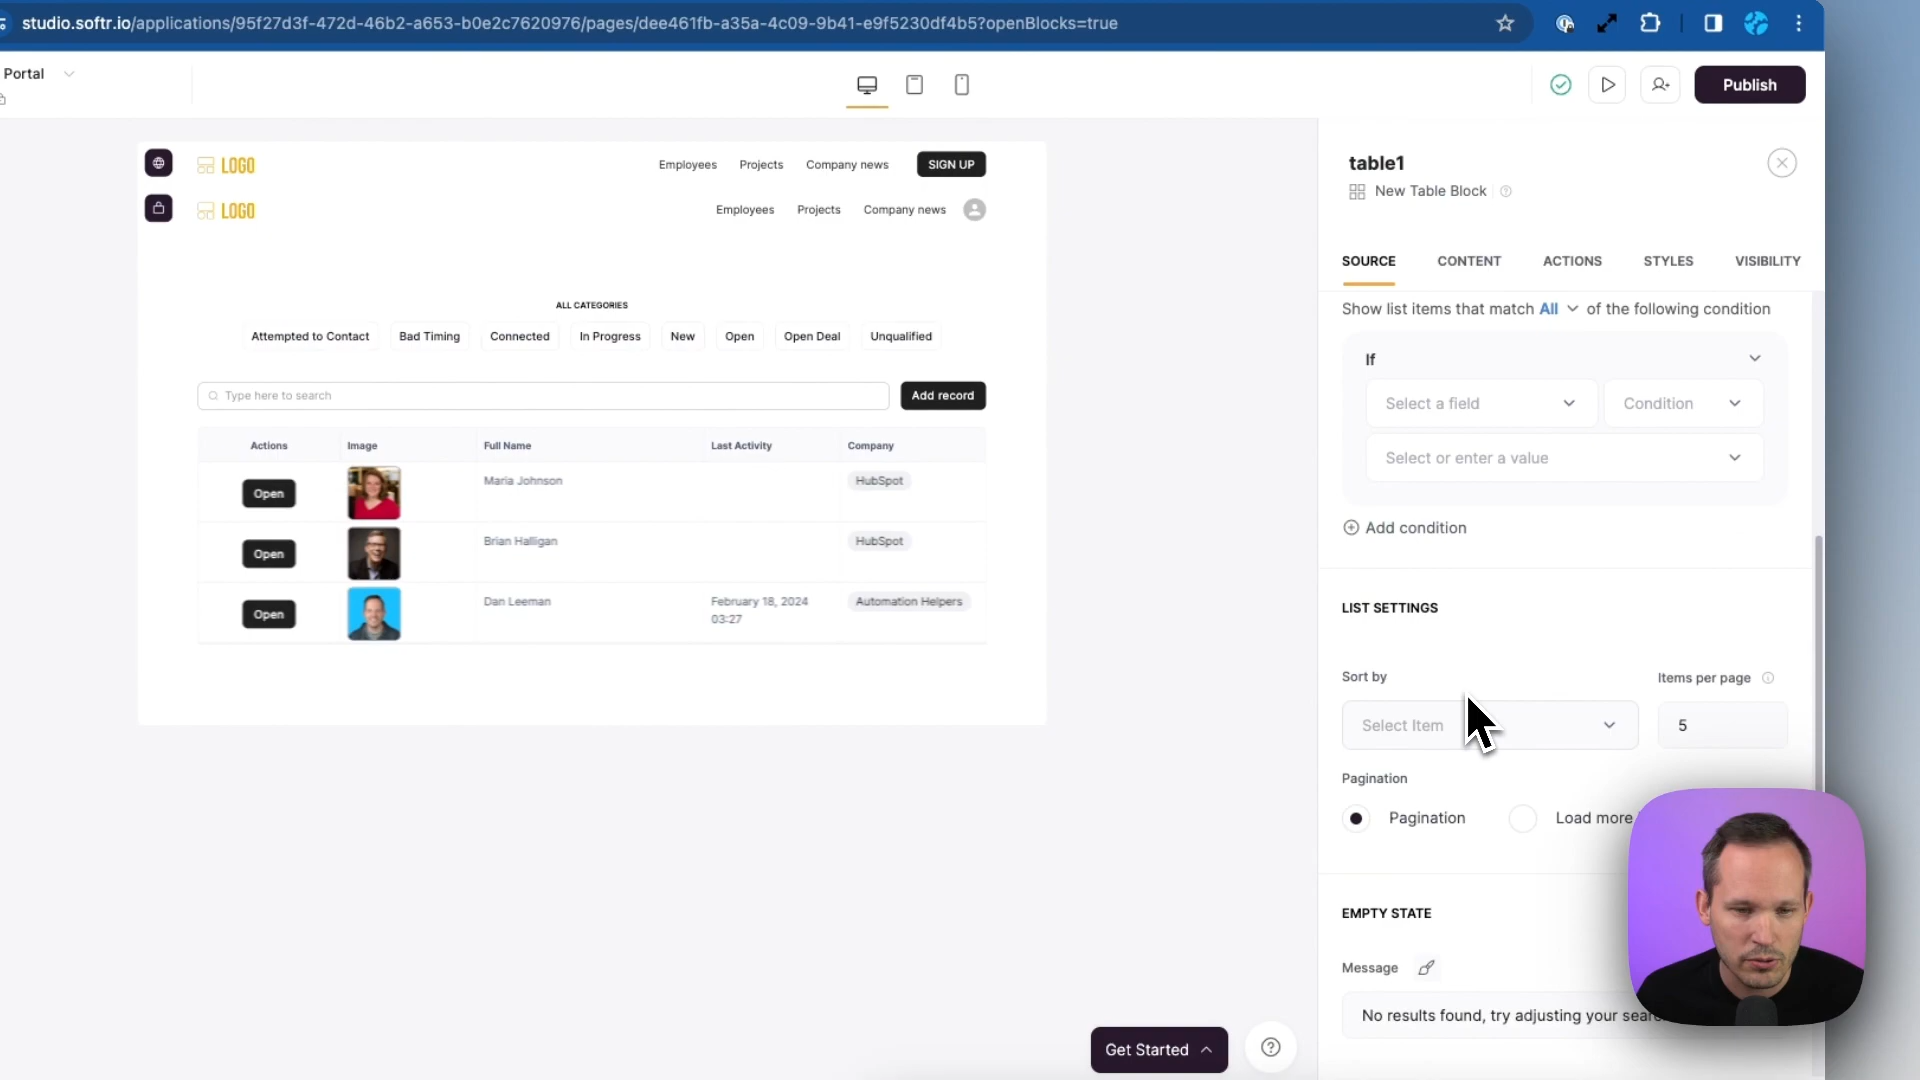 studio.softr.io/applications/95f27d3f-472d-46b2-a653-b0e2c7620976/pages/dee461fb-a35a-4c09-9b41-e9f5230df4b5?openBlocks=true
Portal
Publish
LOGO
Employees Projects Company news SIGN UP
LOGO
Employees Projects Company news
ALL CATEGORIES
Attempted to Contact Bad Timing Connected In Progress New Open Open Deal Unqualified
Type here to search Add record
Actions Image Full Name Last Activity Company
Open Maria Johnson HubSpot
Open Brian Halligan HubSpot
Open Dan Leeman February 18, 2024 Automation Helpers
03:27
Get Started
table1
New Table Block
SOURCE CONTENT ACTIONS STYLES VISIBILITY
Show list items that match All of the following condition
If
Select a field Condition
Select or enter a value
Add condition
LIST SETTINGS
Sort by Items per page
Select Item 5
Pagination
Pagination Load more
EMPTY STATE
Message
No results found, try adjusting your